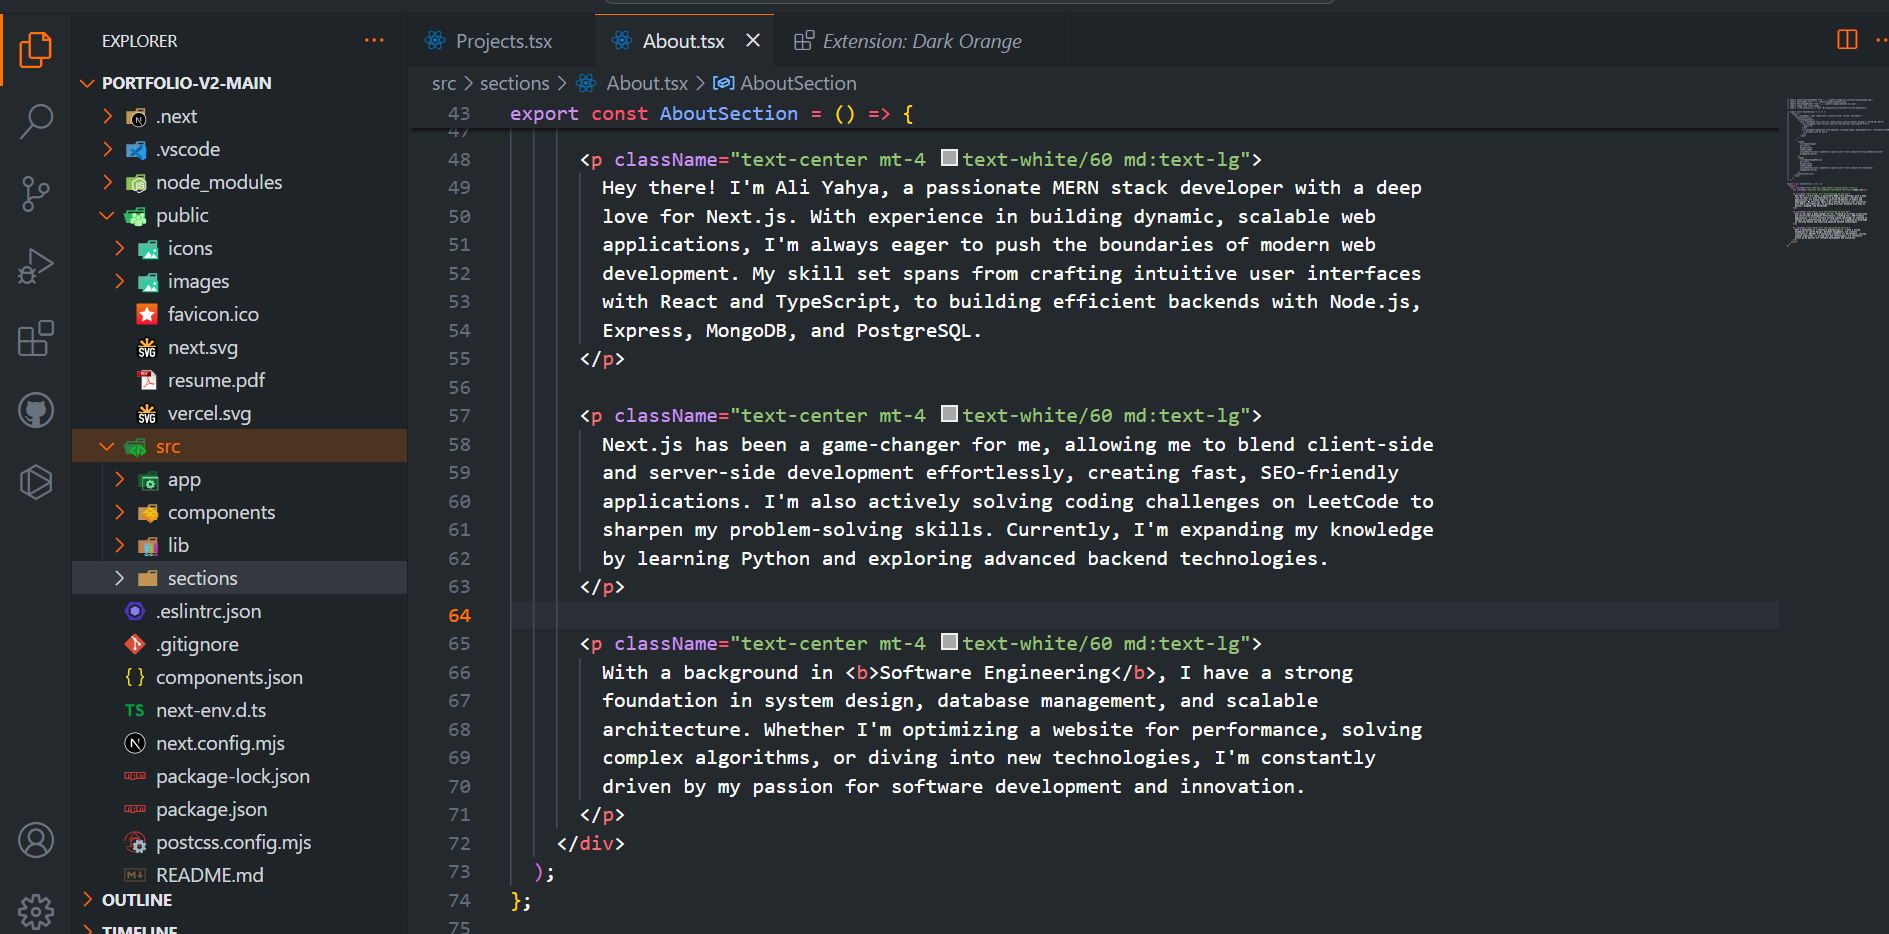 EXPLORER
PORTFOLIO-V2-MAIN
.next
.vscode
node_modules
public
icons
images
favicon.ico
next.svg
resume.pdf
vercel.svg
src
app
components
lib
sections
.eslintrc.json
.gitignore
components.json
TS next-env.d.ts
next.config.mjs
package-lock.json
package.json
postcss.config.mjs
README.md
OUTLINE
TIMELINE
Projects.tsx
About.tsx
Extension: Dark Orange
src > sections > About.tsx > AboutSection
43 export const AboutSection = () => {
47
48 <p className="text-center mt-4 text-white/60 md:text-lg">
49 Hey there! I'm Ali Yahya, a passionate MERN stack developer with a deep
50 love for Next.js. With experience in building dynamic, scalable web
51 applications, I'm always eager to push the boundaries of modern web
52 development. My skill set spans from crafting intuitive user interfaces
53 with React and TypeScript, to building efficient backends with Node.js,
54 Express, MongoDB, and PostgreSQL.
55 </p>
56
57 <p className="text-center mt-4 text-white/60 md:text-lg">
58 Next.js has been a game-changer for me, allowing me to blend client-side
59 and server-side development effortlessly, creating fast, SEO-friendly
60 applications. I'm also actively solving coding challenges on LeetCode to
61 sharpen my problem-solving skills. Currently, I'm expanding my knowledge
62 by learning Python and exploring advanced backend technologies.
63 </p>
64
65 <p className="text-center mt-4 text-white/60 md:text-lg">
66 With a background in <b>Software Engineering</b>, I have a strong
67 foundation in system design, database management, and scalable
68 architecture. Whether I'm optimizing a website for performance, solving
69 complex algorithms, or diving into new technologies, I'm constantly
70 driven by my passion for software development and innovation.
71 </p>
72 </div>
73 );
74 };
75